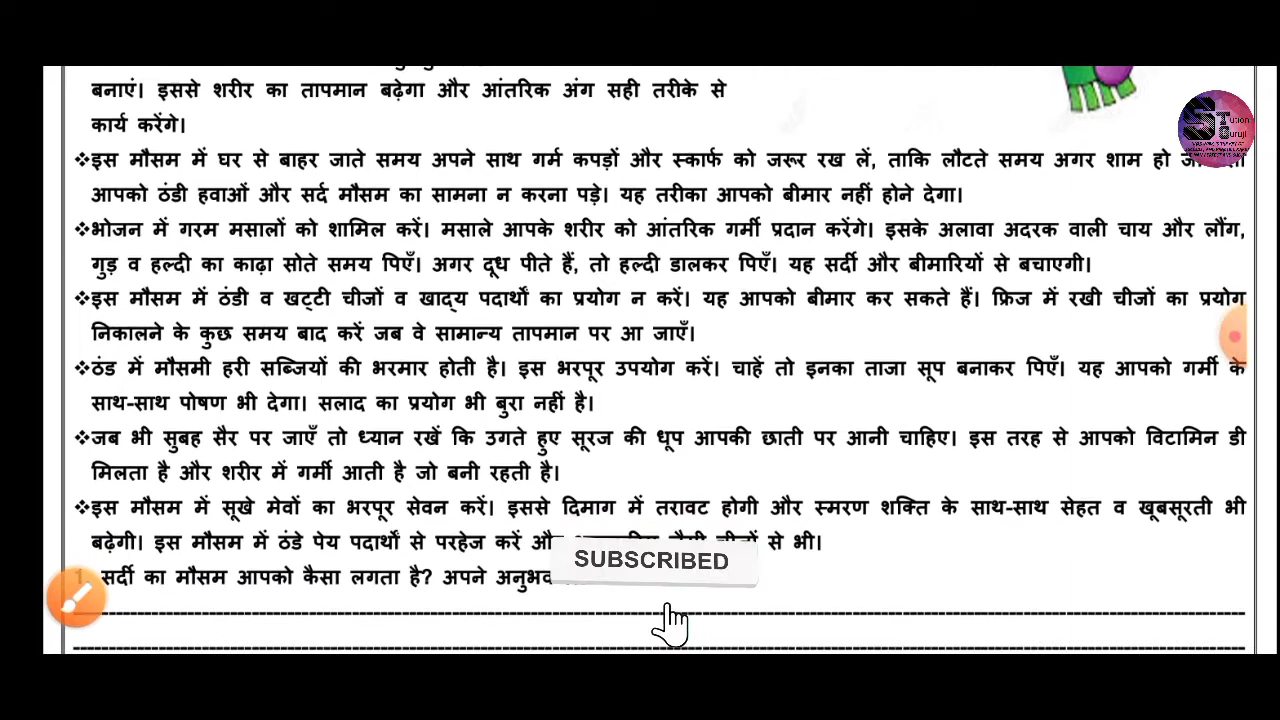 बनाएं। इससे शरीर का तापमान बढ़ेगा और आंतरिक अंग सही तरीके से
कार्य करेंगे।
❖इस मौसम में घर से बाहर जाते समय अपने साथ गर्म कपड़ों और स्कार्फ को जरूर रख लें, ताकि लौटते समय अगर शाम हो
आपको ठंडी हवाओं और सर्द मौसम का सामना न करना पड़े। यह तरीका आपको बीमार नहीं होने देगा।
❖भोजन में गरम मसालों को शामिल करें। मसाले आपके शरीर को आंतरिक गर्मी प्रदान करेंगे। इसके अलावा अदरक वाली चाय और लौंग,
गुड़ व हल्दी का काढ़ा सोते समय पिएँ। अगर दूध पीते हैं, तो हल्दी डालकर पिएँ। यह सर्दी और बीमारियों से बचाएगी।
❖इस मौसम में ठंडी व खट्टी चीजों व खाद्य पदार्थों का प्रयोग न करें। यह आपको बीमार कर सकते हैं। फ्रिज में रखी चीजों का प्रयोग
निकालने के कुछ समय बाद करें जब वे सामान्य तापमान पर आ जाएँ।
❖ठंड में मौसमी हरी सब्जियों की भरमार होती है। इस भरपूर उपयोग करें। चाहें तो इनका ताजा सूप बनाकर पिएँ। यह आपको गर्मी के
साथ-साथ पोषण भी देगा। सलाद का प्रयोग भी बुरा नहीं है।
❖जब भी सुबह सैर पर जाएँ तो ध्यान रखें कि उगते हुए सूरज की धूप आपकी छाती पर आनी चाहिए। इस तरह से आपको विटामिन डी
मिलता है और शरीर में गर्मी आती है जो बनी रहती है।
❖इस मौसम में सूखे मेवों का भरपूर सेवन करें। इससे दिमाग में तरावट होगी और स्मरण शक्ति के साथ-साथ सेहत व खूबसूरती भी
बढ़ेगी। इस मौसम में ठंडे पेय पदार्थों से परहेज करें से भी।
SUBSCRIBED
सर्दी का मौसम आपको कैसा लगता है? अपने